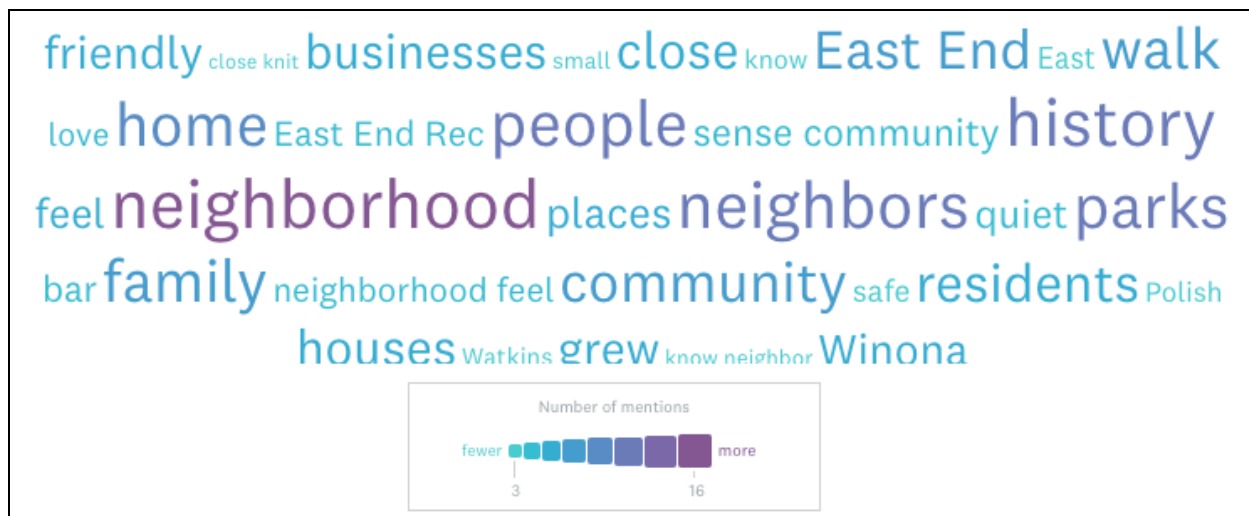 friendly close knit businesses small close know East End East walk
love home East End Rec people sense community history
feel neighborhood places neighbors quiet parks
bar family neighborhood feel community safe residents Polish
houses Watkins grew know neighbor Winona
Number of mentions
fewer more
3 16